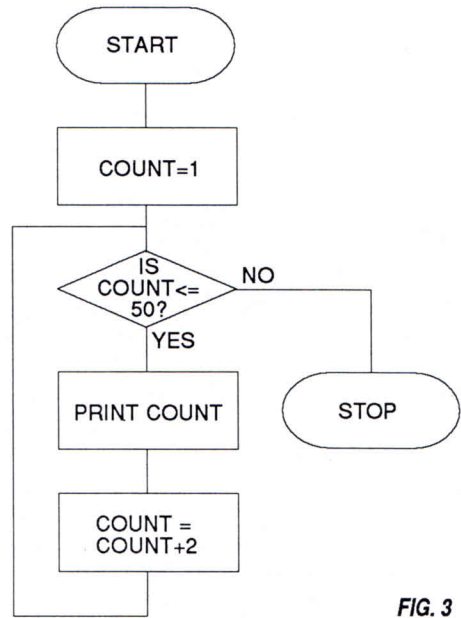 START
COUNT=1
IS
COUNT<=
50?
NO
YES
PRINT COUNT
STOP
COUNT =
COUNT+2
FIG. 3